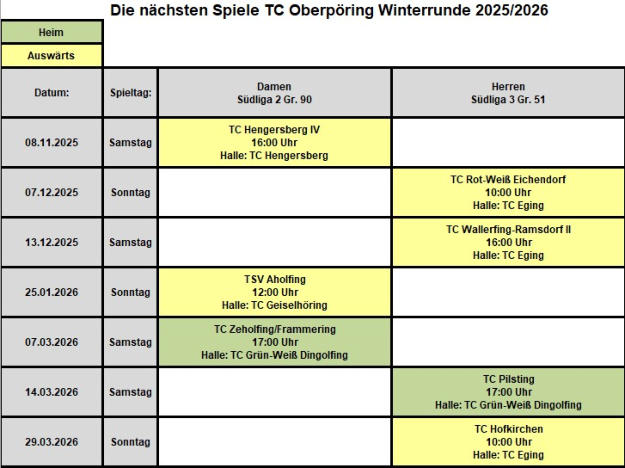 Die nächsten Spiele TC Oberpöring Winterrunde 2025/2026
Heim
Auswärts
Datum:
Spieltag:
Damen
Südliga 2 Gr. 90
Herren
Südliga 3 Gr. 51
08.11.2025
Samstag
TC Hengersberg IV
16:00 Uhr
Halle: TC Hengersberg
07.12.2025
Sonntag
TC Rot-Weiß Eichendorf
10:00 Uhr
Halle: TC Eging
13.12.2025
Samstag
TC Wallerfing-Ramsdorf II
16:00 Uhr
Halle: TC Eging
25.01.2026
Sonntag
TSV Aholfing
12:00 Uhr
Halle: TC Geiselhöring
07.03.2026
Samstag
TC Zeholfing/Frammering
17:00 Uhr
Halle: TC Grün-Weiß Dingolfing
14.03.2026
Samstag
TC Pilsting
17:00 Uhr
Halle: TC Grün-Weiß Dingolfing
29.03.2026
Sonntag
TC Hofkirchen
10:00 Uhr
Halle: TC Eging